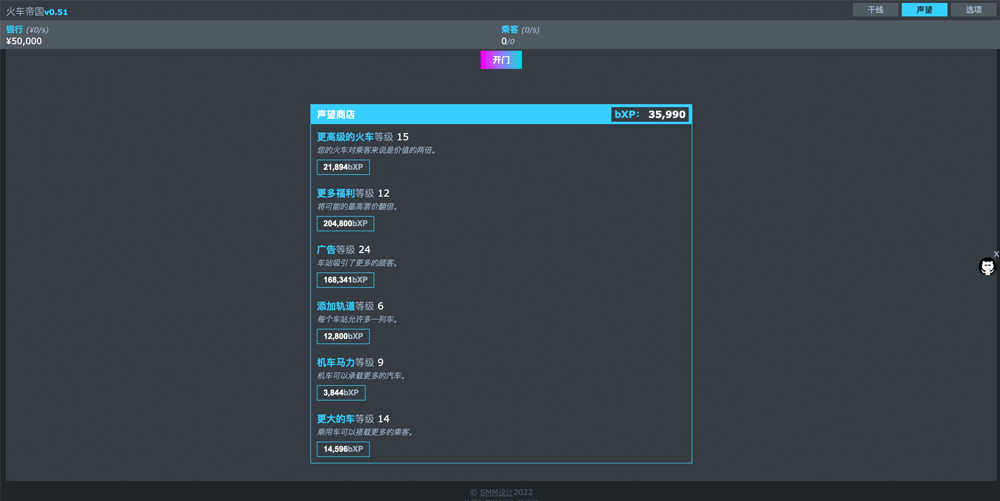 火车帝国v0.51
干线 声望 选项
银行 (¥0/s) 乘客 (0/s)
¥50,000 0/0
开门
声望商店 bXP: 35,990
更高级的火车等级 15
您的火车对乘客来说是价值的两倍。
21,894bXP
更多福利等级 12
将可能的最高票价翻倍。
204,800bXP
广告等级 24
车站吸引了更多的顾客。
168,341bXP
添加轨道等级 6
每个车站允许多一列车。
12,800bXP
机车马力等级 9
机车可以承载更多的汽车。
3,844bXP
更大的车等级 14
乘用车可以搭载更多的乘客。
14,596bXP
X
© SMM设计2022